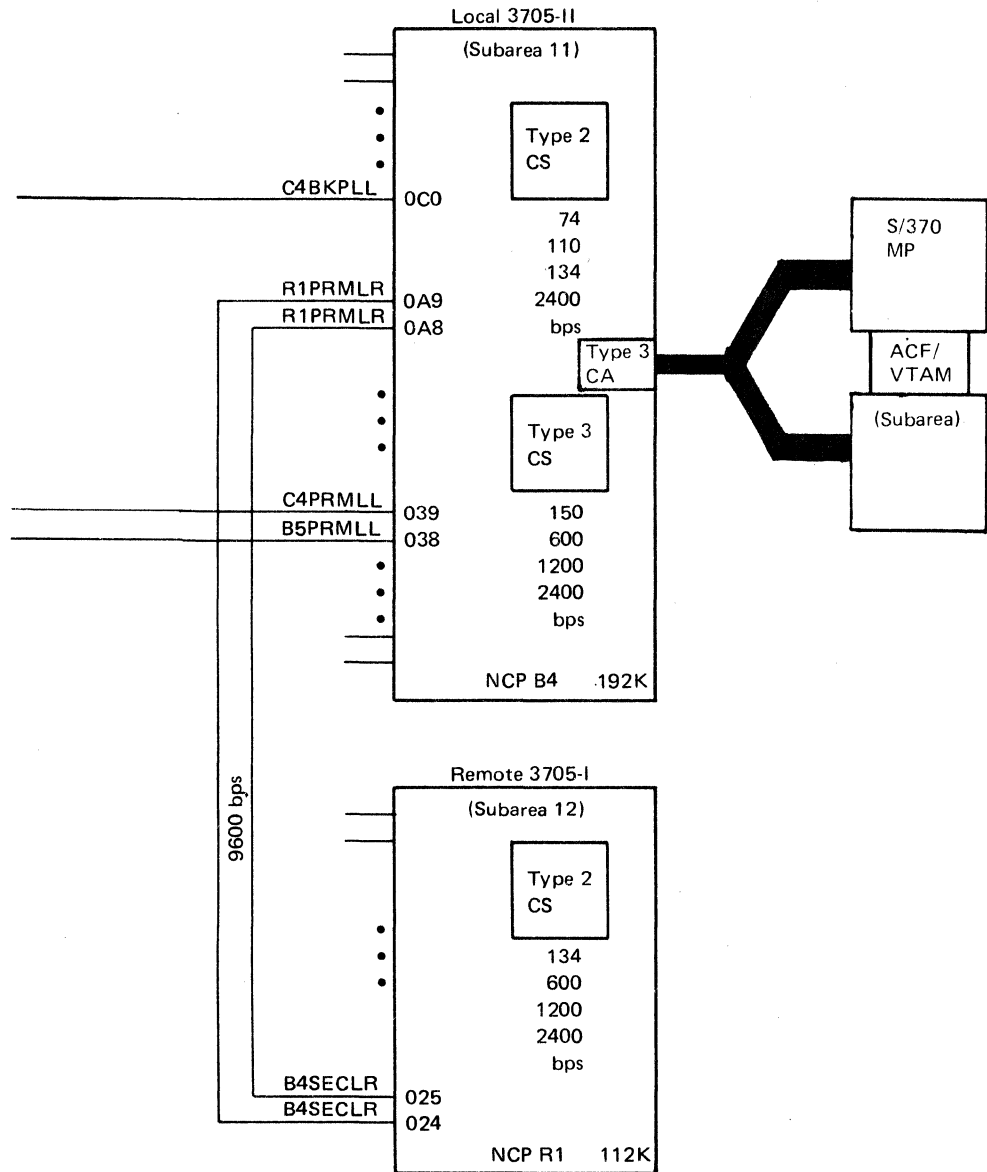 Local 3705-II
(Subarea 11)
Type 2
CS
C4BKPLL
0C0
74
110
134
2400
bps
R1PRMLR
0A9
R1PRMLR
0A8
Type 3
CA
S/370
MP
ACF/
VTAM
(Subarea)
Type 3
CS
C4PRMLL
039
B5PRMLL
038
150
600
1200
2400
bps
NCP B4 192K
9600 bps
Remote 3705-I
(Subarea 12)
Type 2
CS
134
600
1200
2400
bps
B4SECLR
025
B4SECLR
024
NCP R1 112K